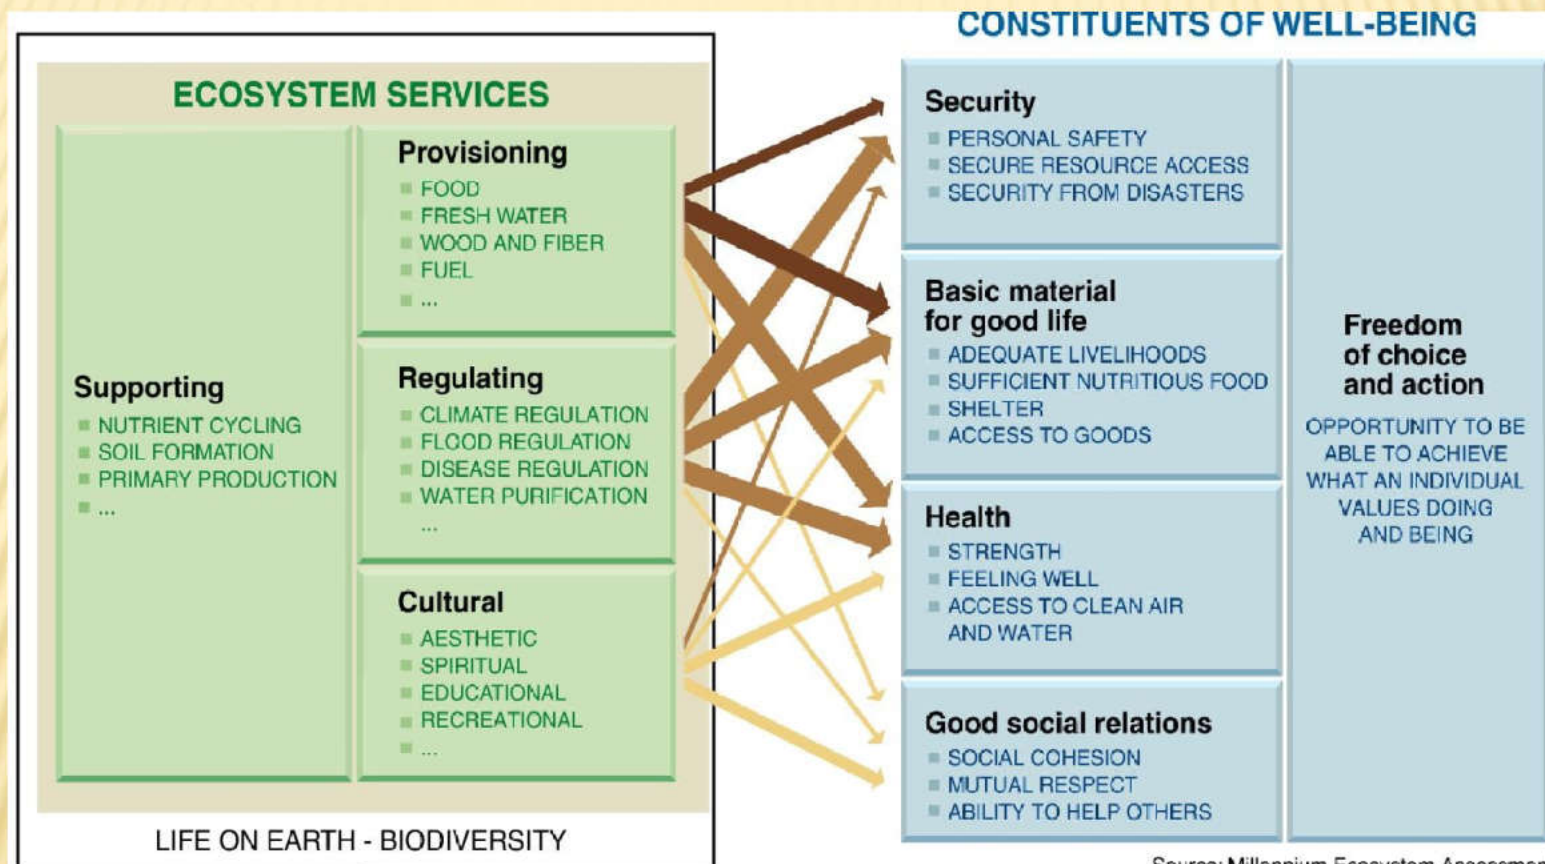 CONSTITUENTS OF WELL-BEING
ECOSYSTEM SERVICES
Supporting
NUTRIENT CYCLING
SOIL FORMATION
PRIMARY PRODUCTION
...
Provisioning
FOOD
FRESH WATER
WOOD AND FIBER
FUEL
...
Regulating
CLIMATE REGULATION
FLOOD REGULATION
DISEASE REGULATION
WATER PURIFICATION
...
Cultural
AESTHETIC
SPIRITUAL
EDUCATIONAL
RECREATIONAL
...
LIFE ON EARTH - BIODIVERSITY
Security
PERSONAL SAFETY
SECURE RESOURCE ACCESS
SECURITY FROM DISASTERS
Basic material
for good life
ADEQUATE LIVELIHOODS
SUFFICIENT NUTRITIOUS FOOD
SHELTER
ACCESS TO GOODS
Health
STRENGTH
FEELING WELL
ACCESS TO CLEAN AIR
AND WATER
Good social relations
SOCIAL COHESION
MUTUAL RESPECT
ABILITY TO HELP OTHERS
Freedom
of choice
and action
OPPORTUNITY TO BE
ABLE TO ACHIEVE
WHAT AN INDIVIDUAL
VALUES DOING
AND BEING
Source: Millennium Ecosystem